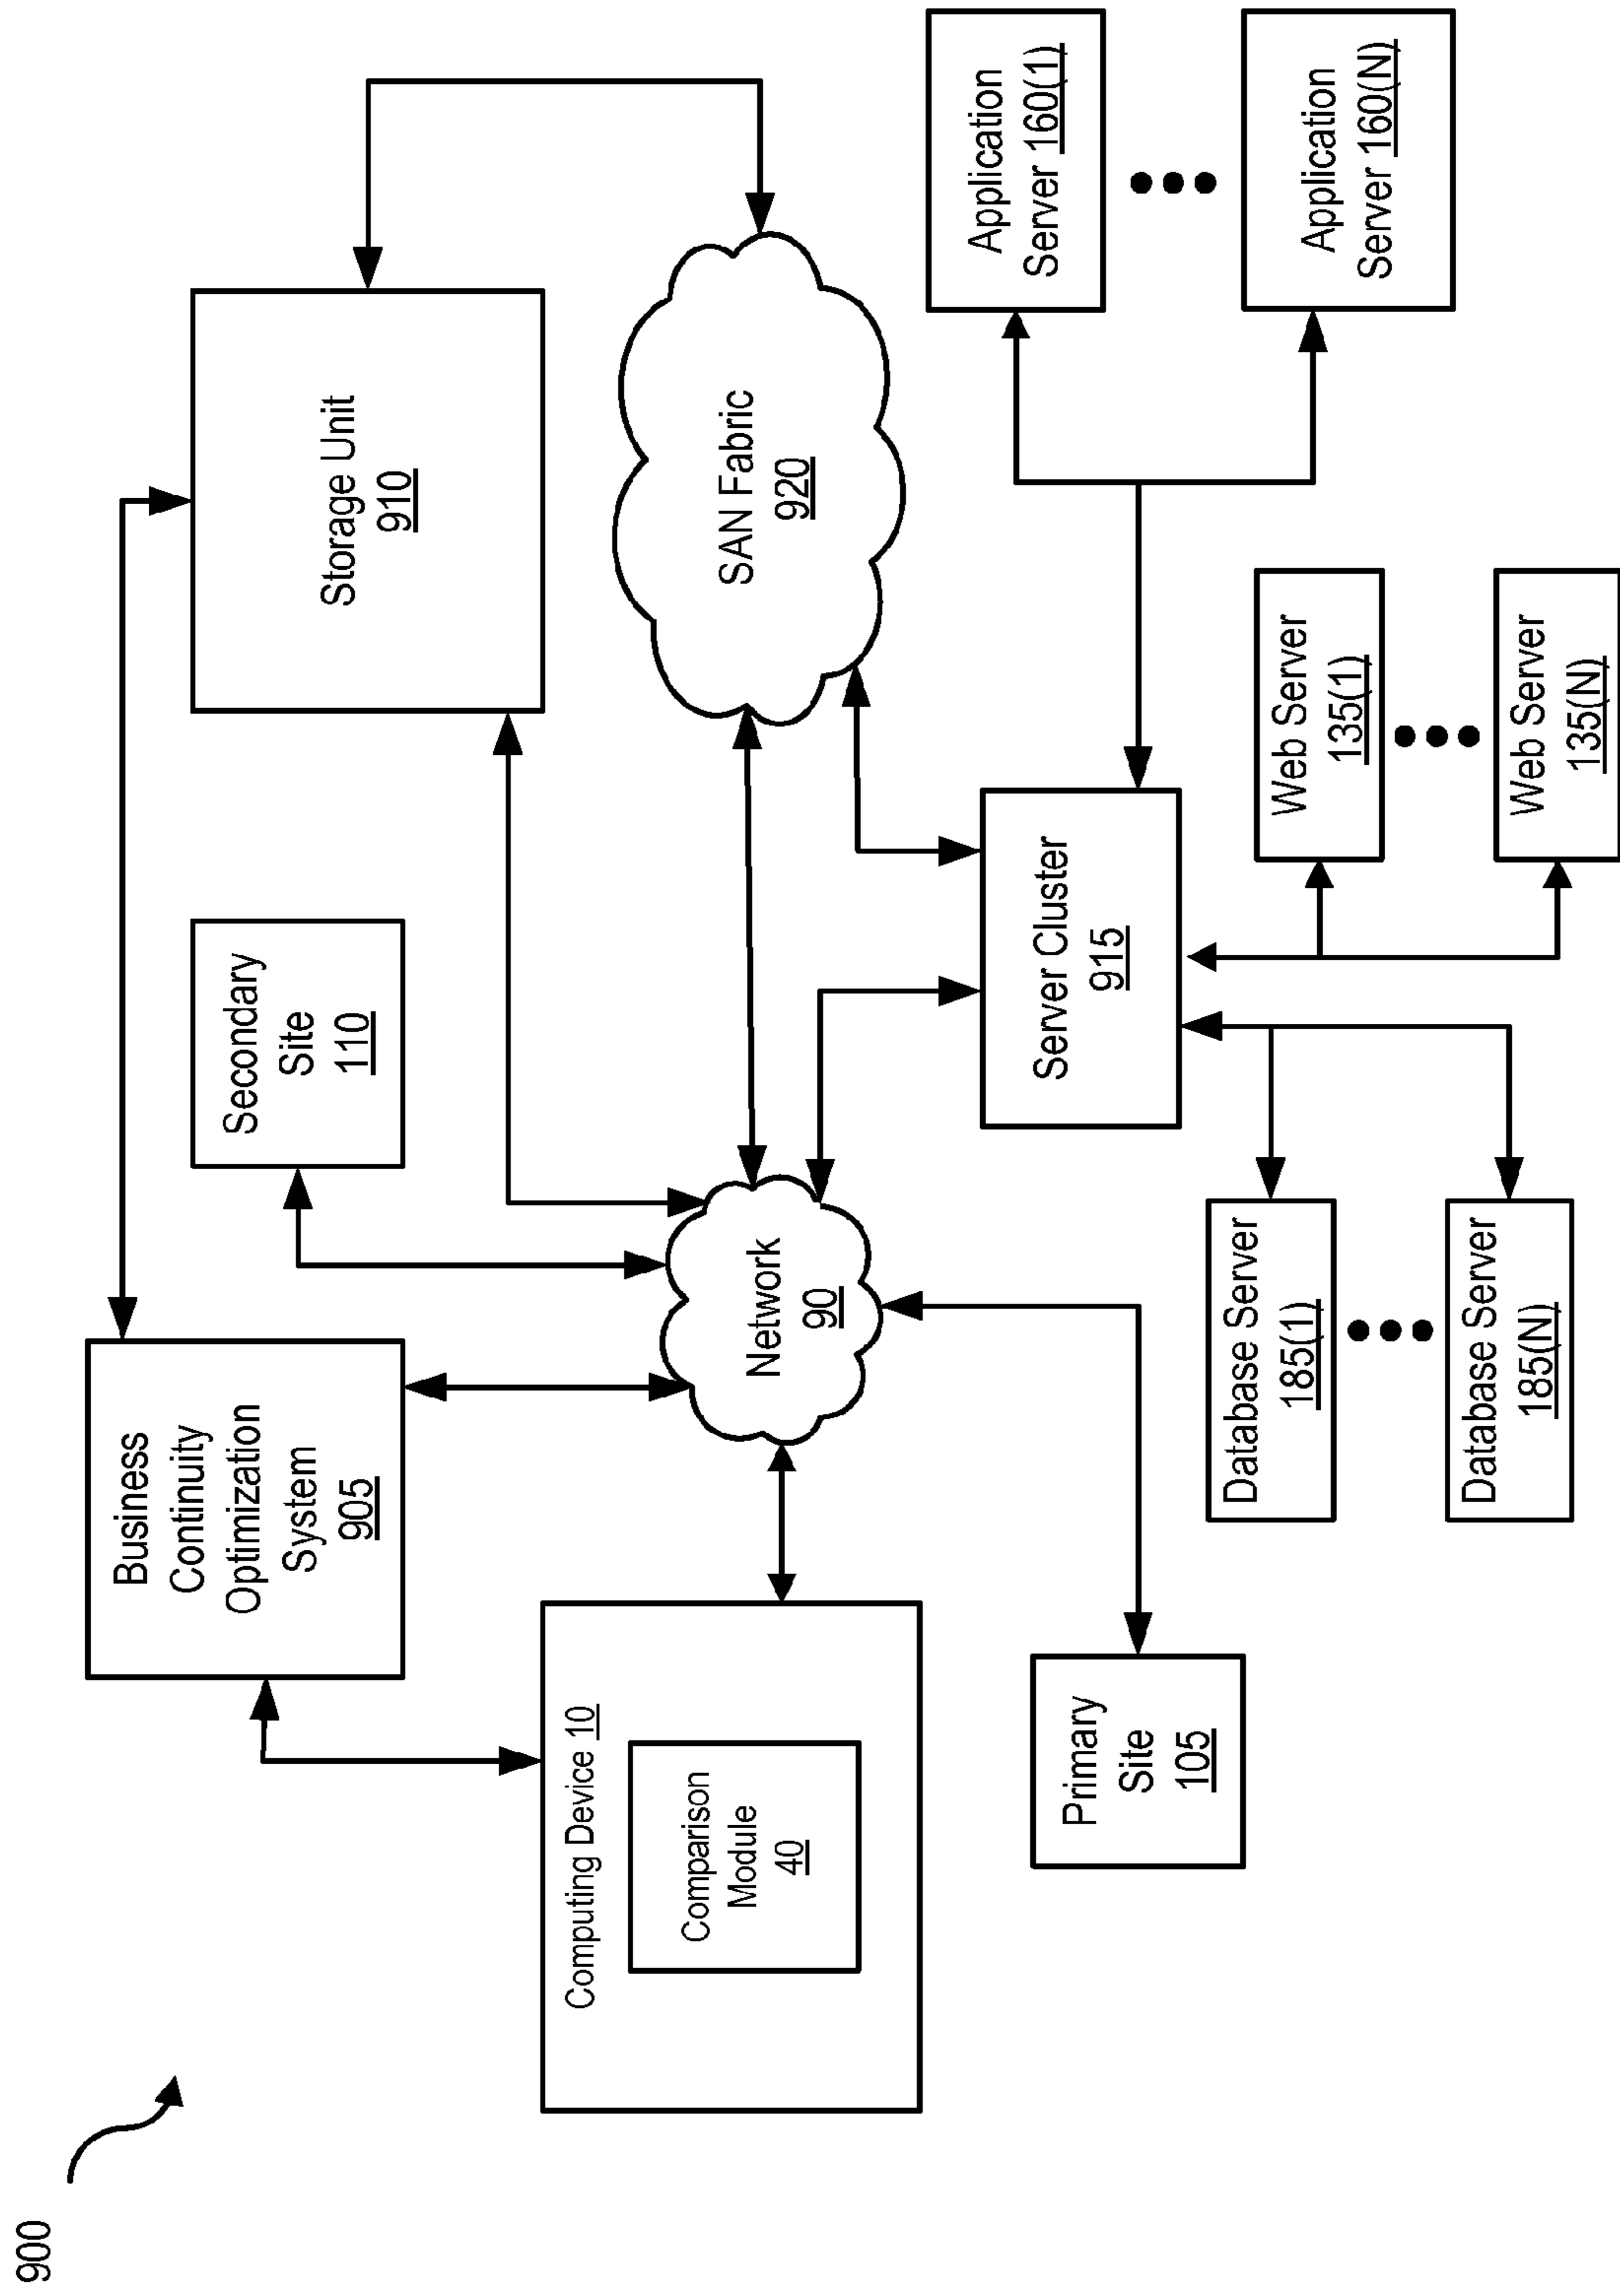 900
Business
Continuity
Optimization
System
905
Storage Unit
910
Secondary
Site
110
Computing Device 10
Comparison
Module
40
Network
90
SAN Fabric
920
Primary
Site
105
Server Cluster
915
Application
Server 160(1)
Application
Server 160(N)
Database Server
185(1)
Database Server
185(N)
Web Server
135(1)
Web Server
135(N)